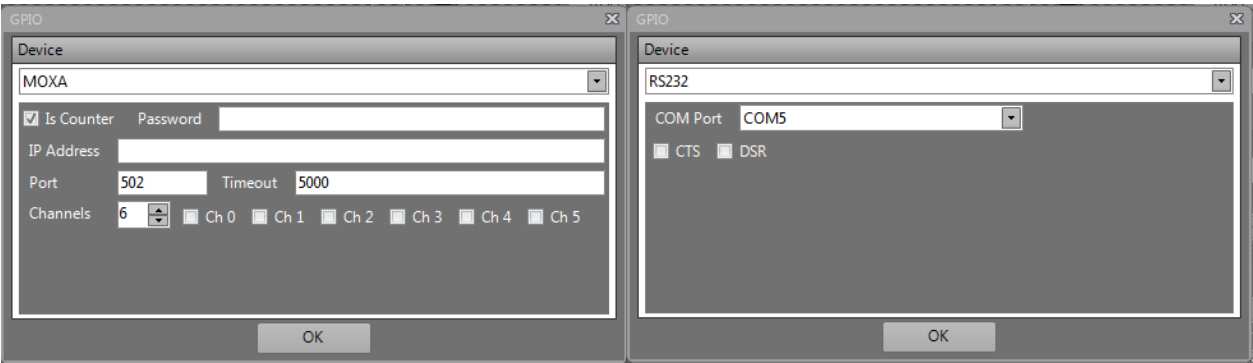 GPIO
Device
MOXA
Is Counter Password
IP Address
Port 502 Timeout 5000
Channels 6 Ch 0 Ch 1 Ch 2 Ch 3 Ch 4 Ch 5
OK
GPIO
Device
RS232
COM Port COM5
CTS DSR
OK